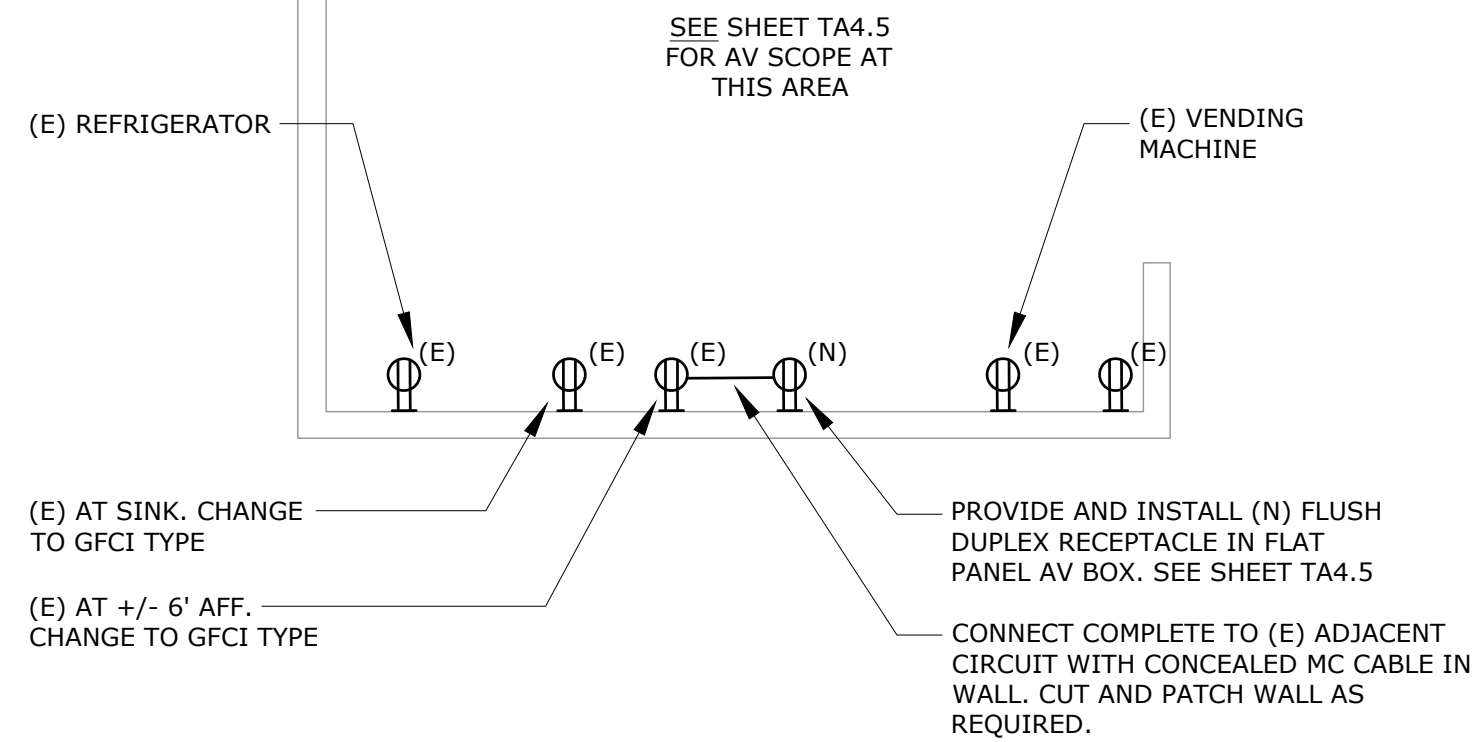 SEE SHEET TA4.5
FOR AV SCOPE AT
THIS AREA
(E) REFRIGERATOR
(E) VENDING
MACHINE
(E)
(E)
(E)
(N)
(E)
(E)
(E) AT SINK. CHANGE
TO GFCI TYPE
(E) AT +/- 6' AFF.
CHANGE TO GFCI TYPE
PROVIDE AND INSTALL (N) FLUSH
DUPLEX RECEPTACLE IN FLAT
PANEL AV BOX. SEE SHEET TA4.5
CONNECT COMPLETE TO (E) ADJACENT
CIRCUIT WITH CONCEALED MC CABLE IN
WALL. CUT AND PATCH WALL AS
REQUIRED.